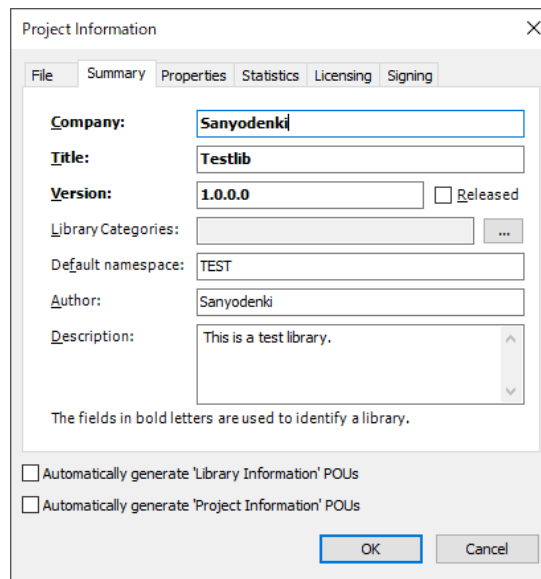 Project Information
File Summary Properties Statistics Licensing Signing
Company: Sanyodenki
Title: Testlib
Version: 1.0.0.0 Released
Library Categories: ...
Default namespace: TEST
Author: Sanyodenki
Description: This is a test library.
The fields in bold letters are used to identify a library.
Automatically generate 'Library Information' POUs
Automatically generate 'Project Information' POUs
OK Cancel